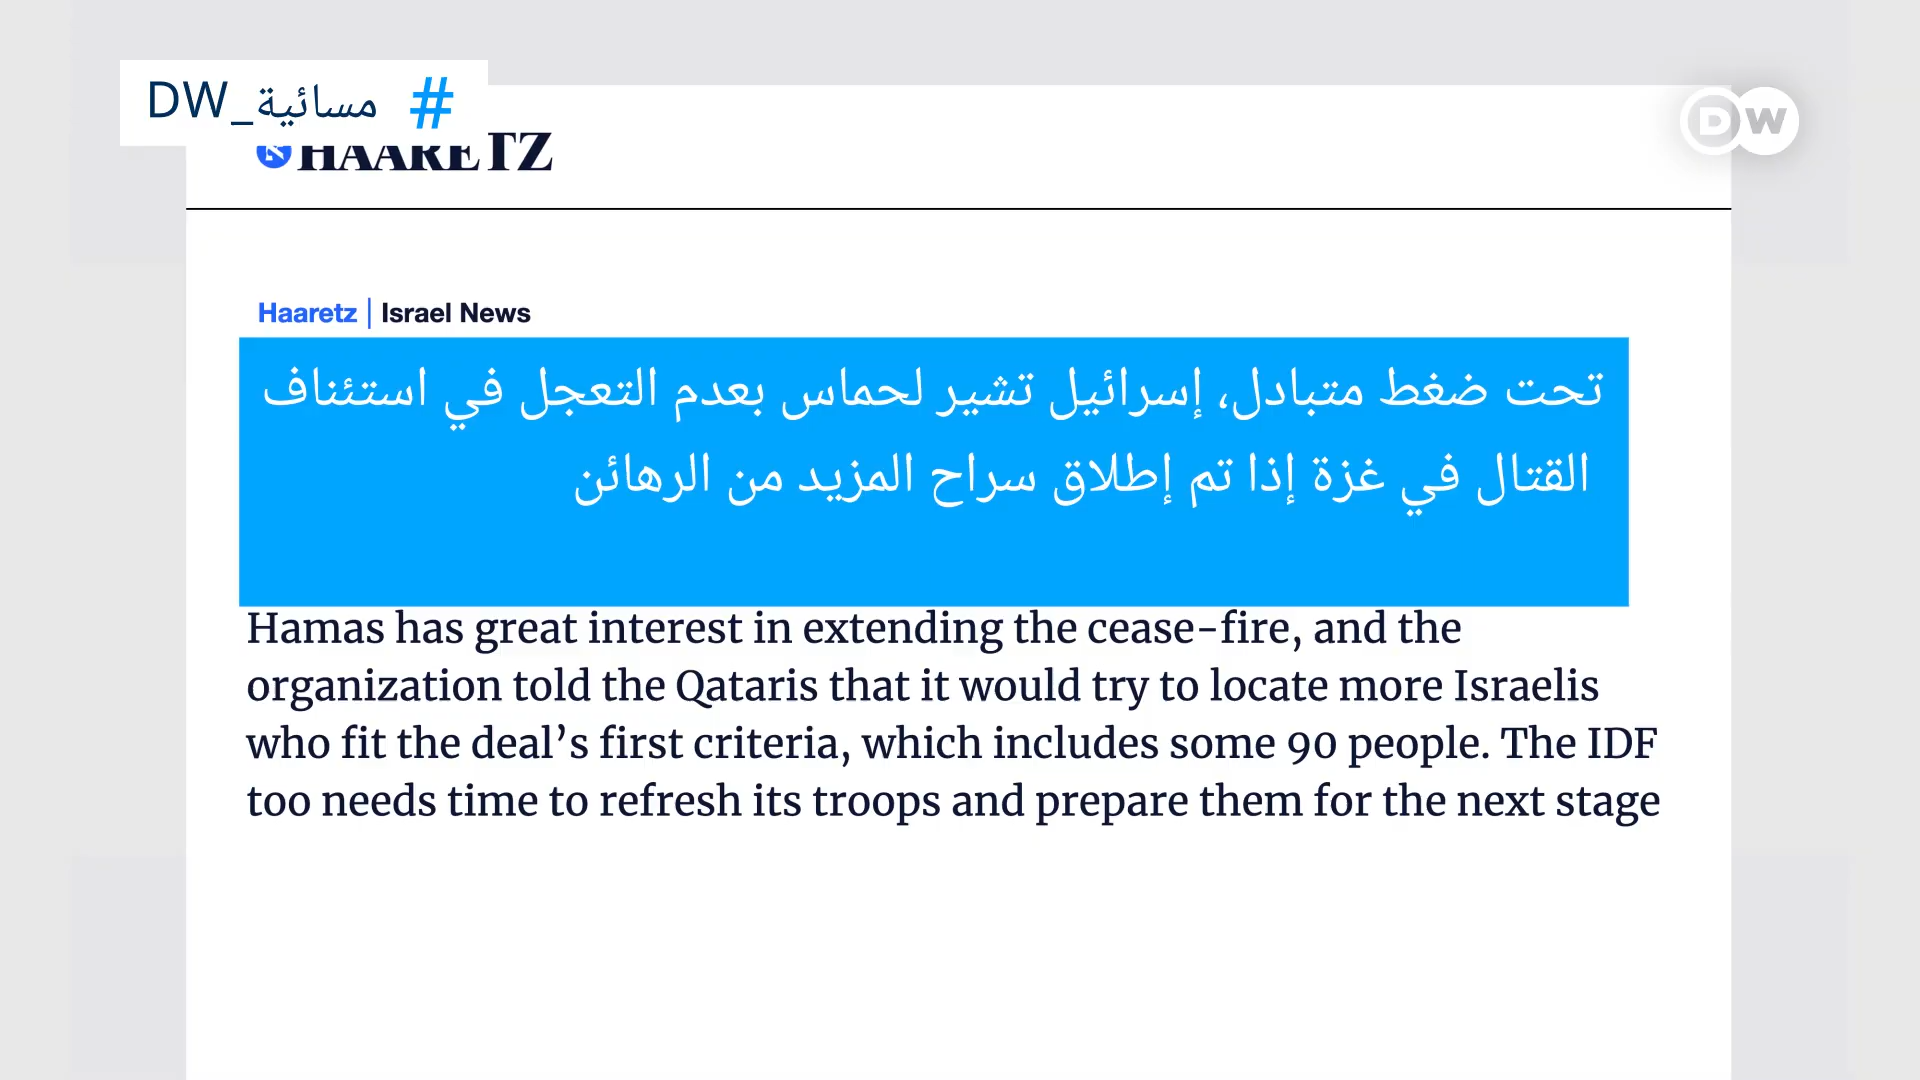 # مسائية_DW
DW
HAARETZ
Haaretz | Israel News
تحت ضغط متبادل، إسرائيل تشير لحماس بعدم التعجل في استئناف
القتال في غزة إذا تم إطلاق سراح المزيد من الرهائن
Hamas has great interest in extending the cease-fire, and the
organization told the Qataris that it would try to locate more Israelis
who fit the deal’s first criteria, which includes some 90 people. The IDF
too needs time to refresh its troops and prepare them for the next stage